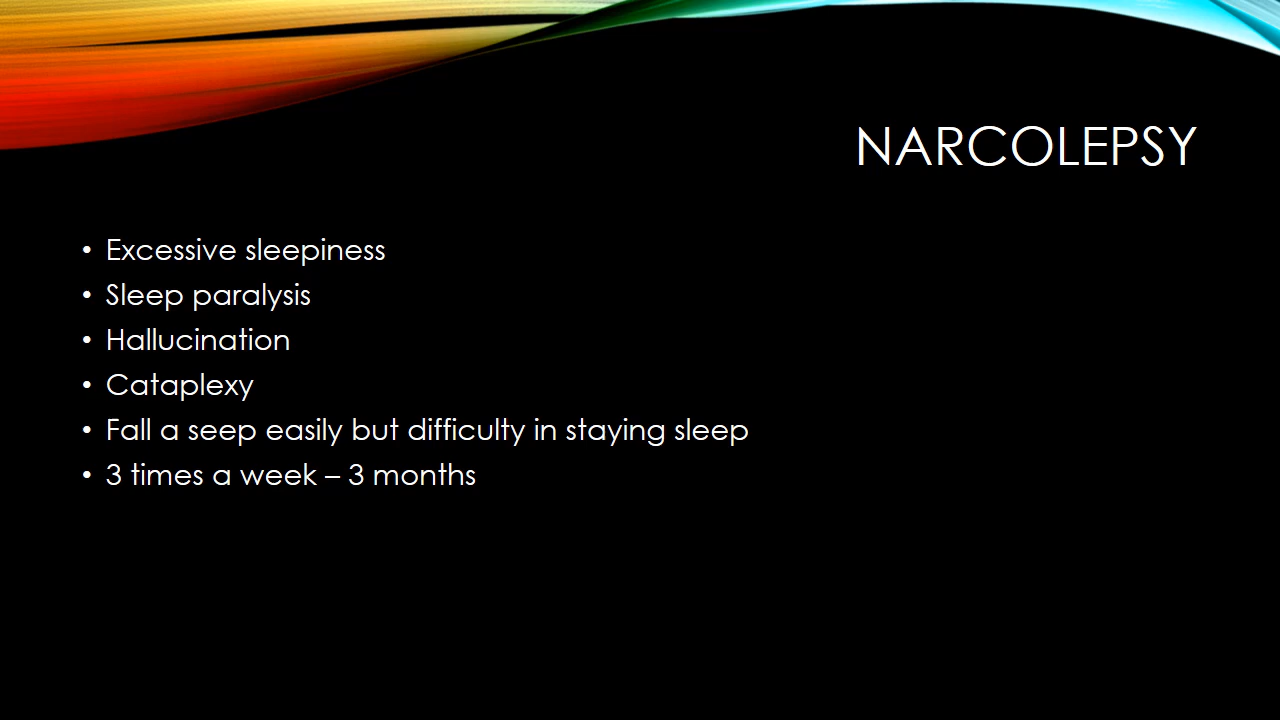 NARCOLEPSY
• Excessive sleepiness
• Sleep paralysis
• Hallucination
• Cataplexy
• Fall a seep easily but difficulty in staying sleep
• 3 times a week – 3 months